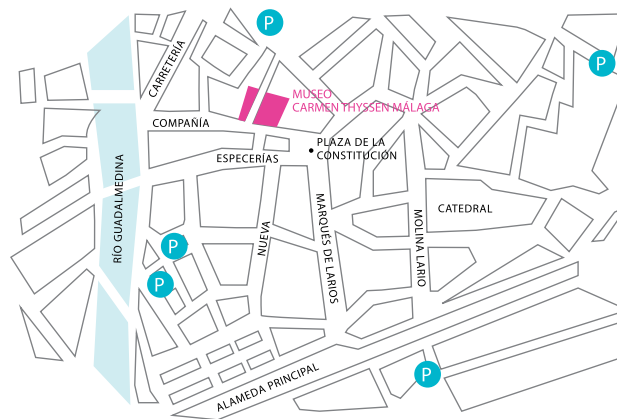 P
P
CARRETERÍA
MUSEO
CARMEN THYSSEN MÁLAGA
COMPAÑÍA
PLAZA DE LA
CONSTITUCIÓN
ESPECERÍAS
RÍO GUADALMEDINA
NUEVA
MARQUÉS DE LARIOS
MOLINA LARIO
CATEDRAL
P
P
ALAMEDA PRINCIPAL
P